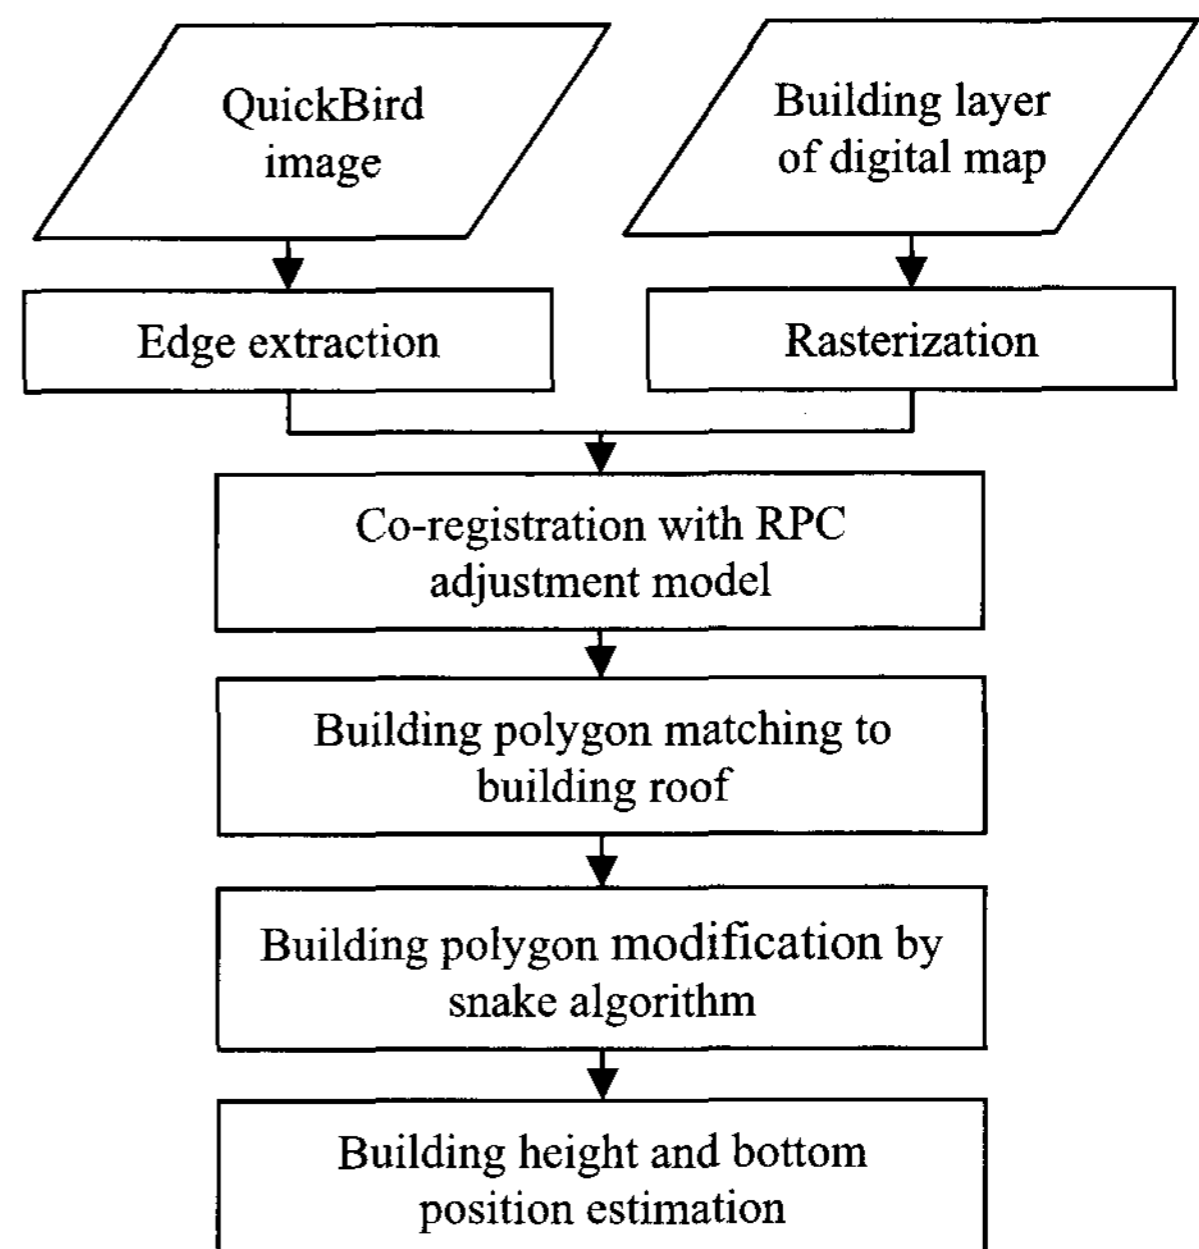 QuickBird
image
Building layer
of digital map
Edge extraction
Rasterization
Co-registration with RPC
adjustment model
Building polygon matching to
building roof
Building polygon modification by
snake algorithm
Building height and bottom
position estimation